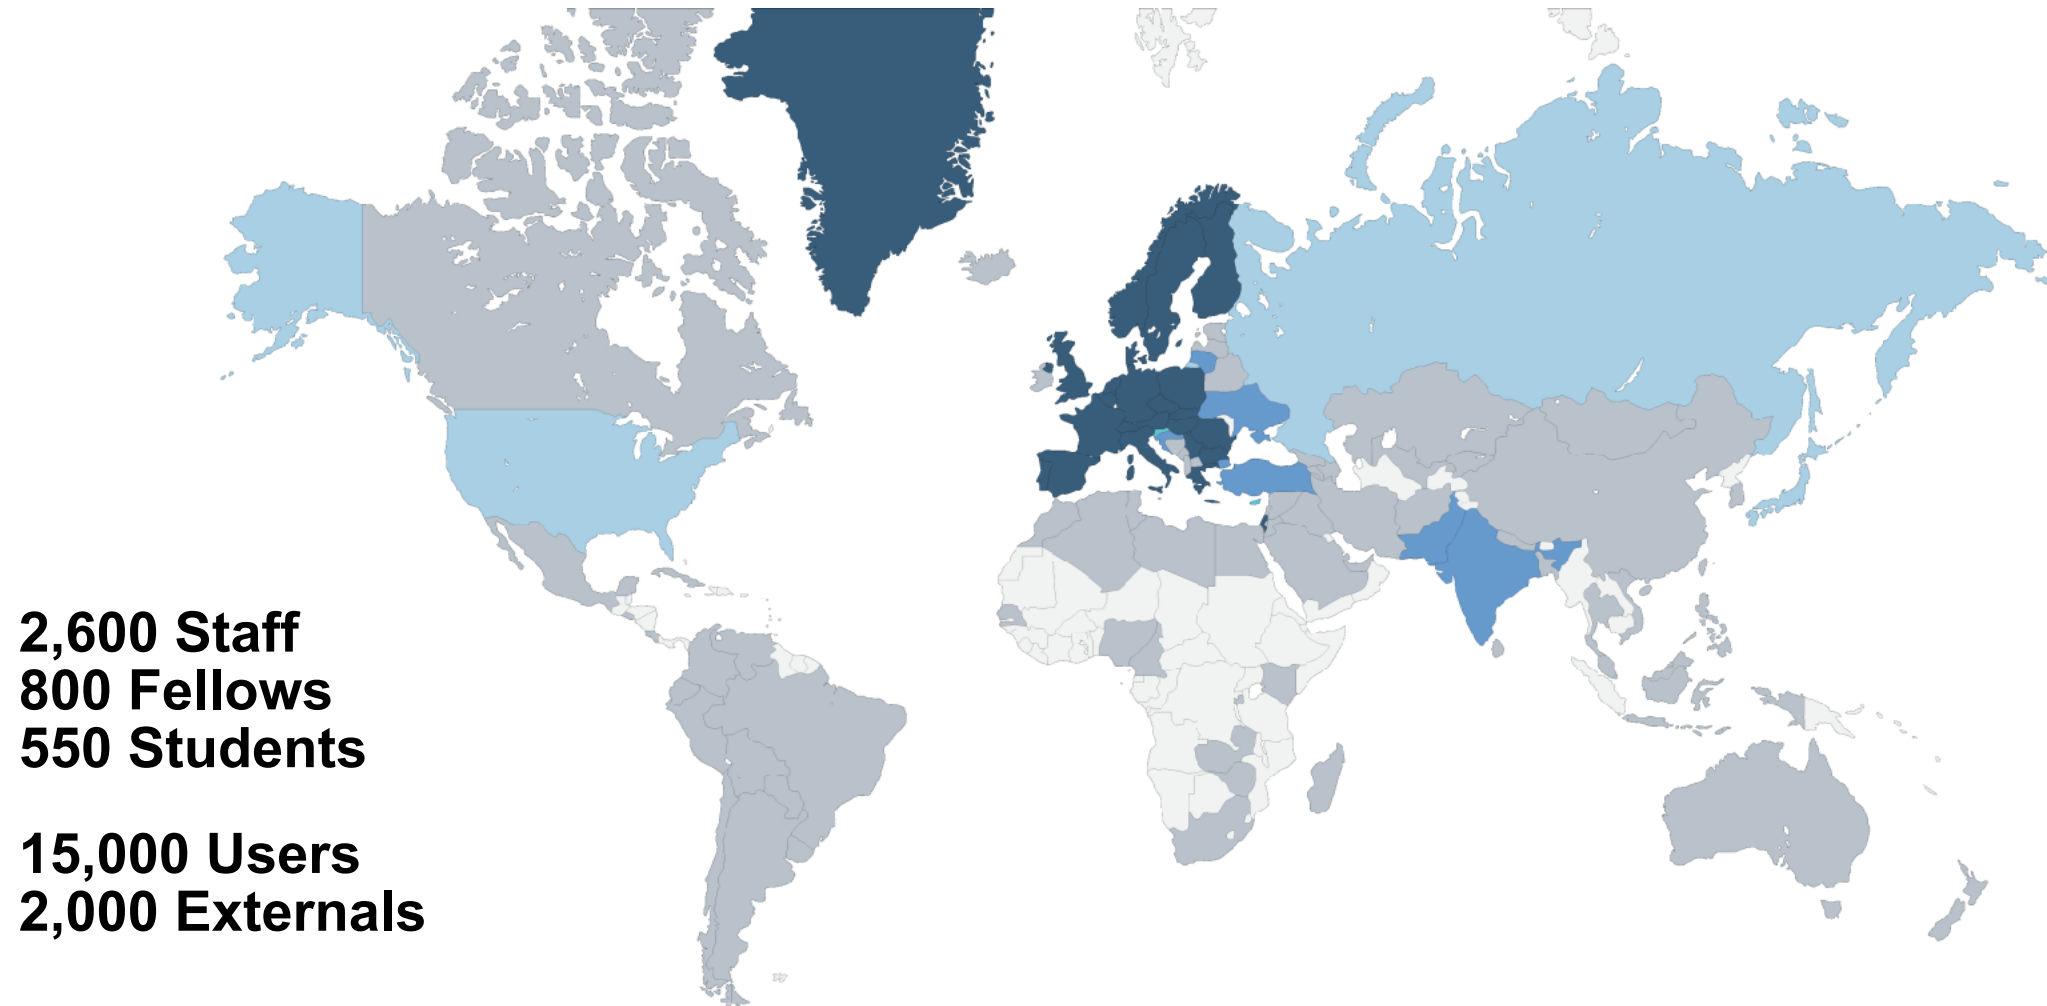 2,600 Staff
800 Fellows
550 Students
15,000 Users
2,000 Externals